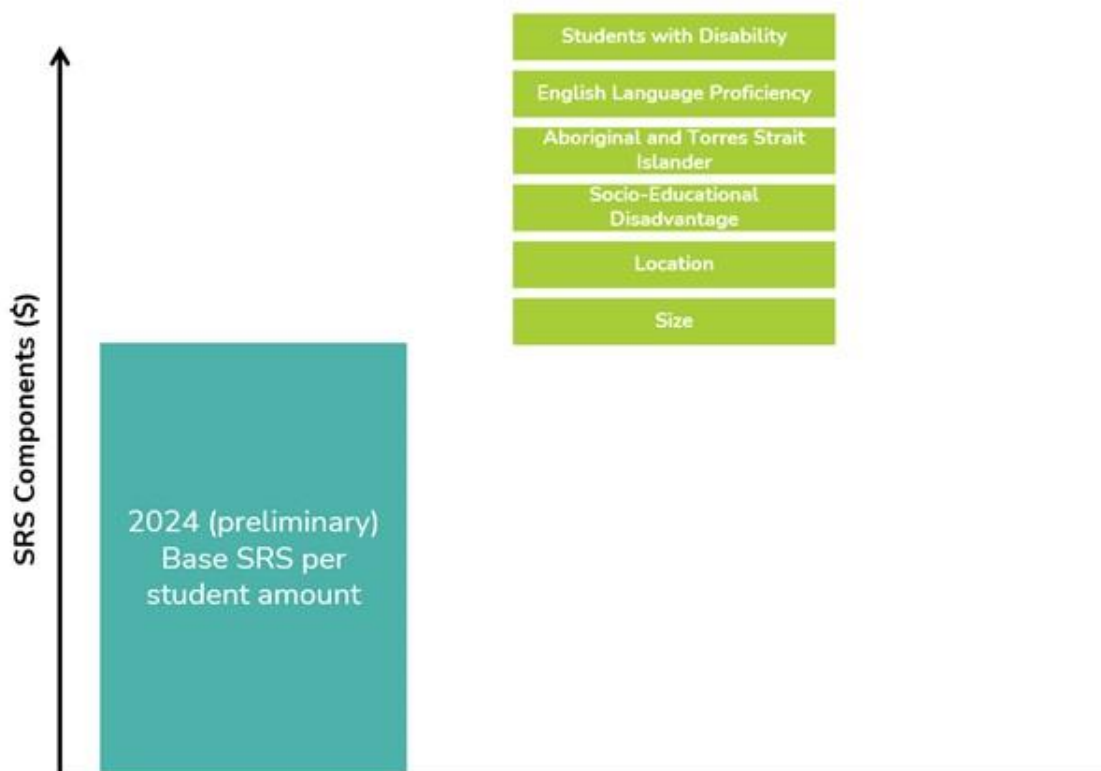 Students with Disability
English Language Proficiency
Aboriginal and Torres Strait
Islander
Socio-Educational
Disadvantage
Location
Size
SRS Components ($)
2024 (preliminary)
Base SRS per
student amount